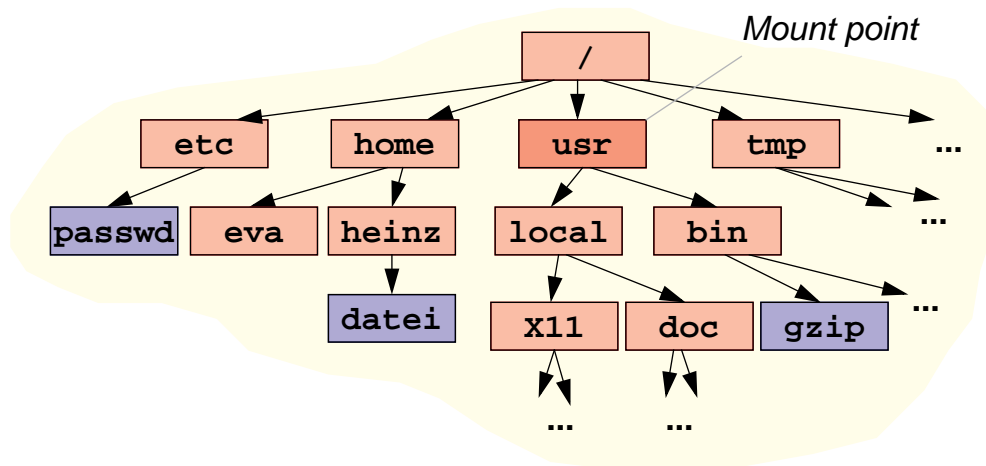 Mount point
/
etc home usr tmp ...
passwd eva heinz local bin ...
datei X11 doc gzip ...
... ...